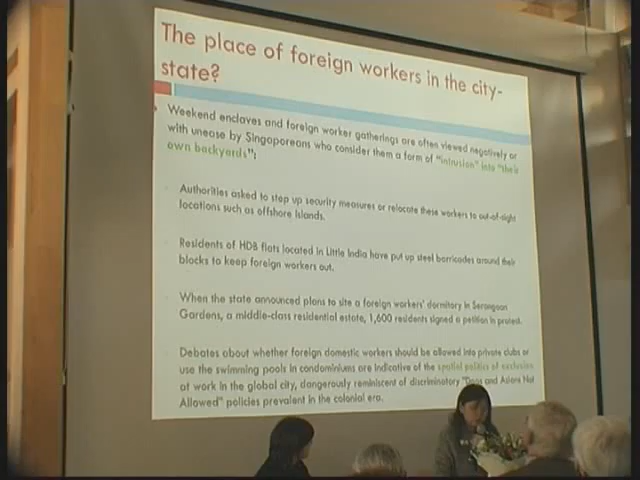 The place of foreign workers in the city-
state?
Weekend enclaves and foreign worker gatherings are often viewed negatively or
with unease by Singaporeans who consider them a form of "intrusion" into "their
own backyards":
Authorities asked to step up security measures or relocate these workers to out-of-sight
locations such as offshore islands.
Residents of HDB flats located in Little India have put up steel barricades around their
blocks to keep foreign workers out.
When the state announced plans to site a foreign workers' dormitory in Serangoon
Gardens, a middle-class residential estate, 1,600 residents signed a petition in protest.
Debates about whether foreign domestic workers should be allowed into private clubs or
use the swimming pools in condominiums are indicative of the spatial politics of exclusion
at work in the global city, dangerously reminiscent of discriminatory "Dogs and Asians Not
Allowed" policies prevalent in the colonial era.